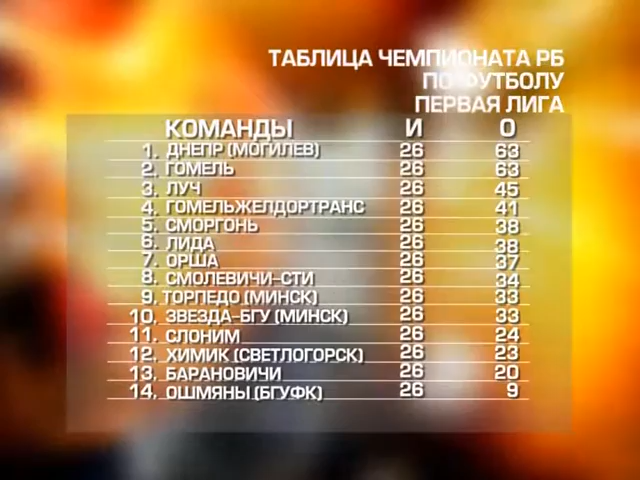 ТАБЛИЦА ЧЕМПИОНАТА РБ
ПО ФУТБОЛУ
ПЕРВАЯ ЛИГА
КОМАНДЫ И О
1. ДНЕПР (МОГИЛЕВ) 26 63
2. ГОМЕЛЬ 26 63
3. ЛУЧ 26 45
4. ГОМЕЛЬЖЕЛДОРТРАНС 26 41
5. СМОРГОНЬ 26 38
6. ЛИДА 26 38
7. ОРША 26 37
8. СМОЛЕВИЧИ-СТИ 26 34
9. ТОРПЕДО (МИНСК) 26 33
10. ЗВЕЗДА-БГУ (МИНСК) 26 33
11. СЛОНИМ 26 24
12. ХИМИК (СВЕТЛОГОРСК) 26 23
13. БАРАНОВИЧИ 26 20
14. ОШМЯНЫ (БГУФК) 26 9